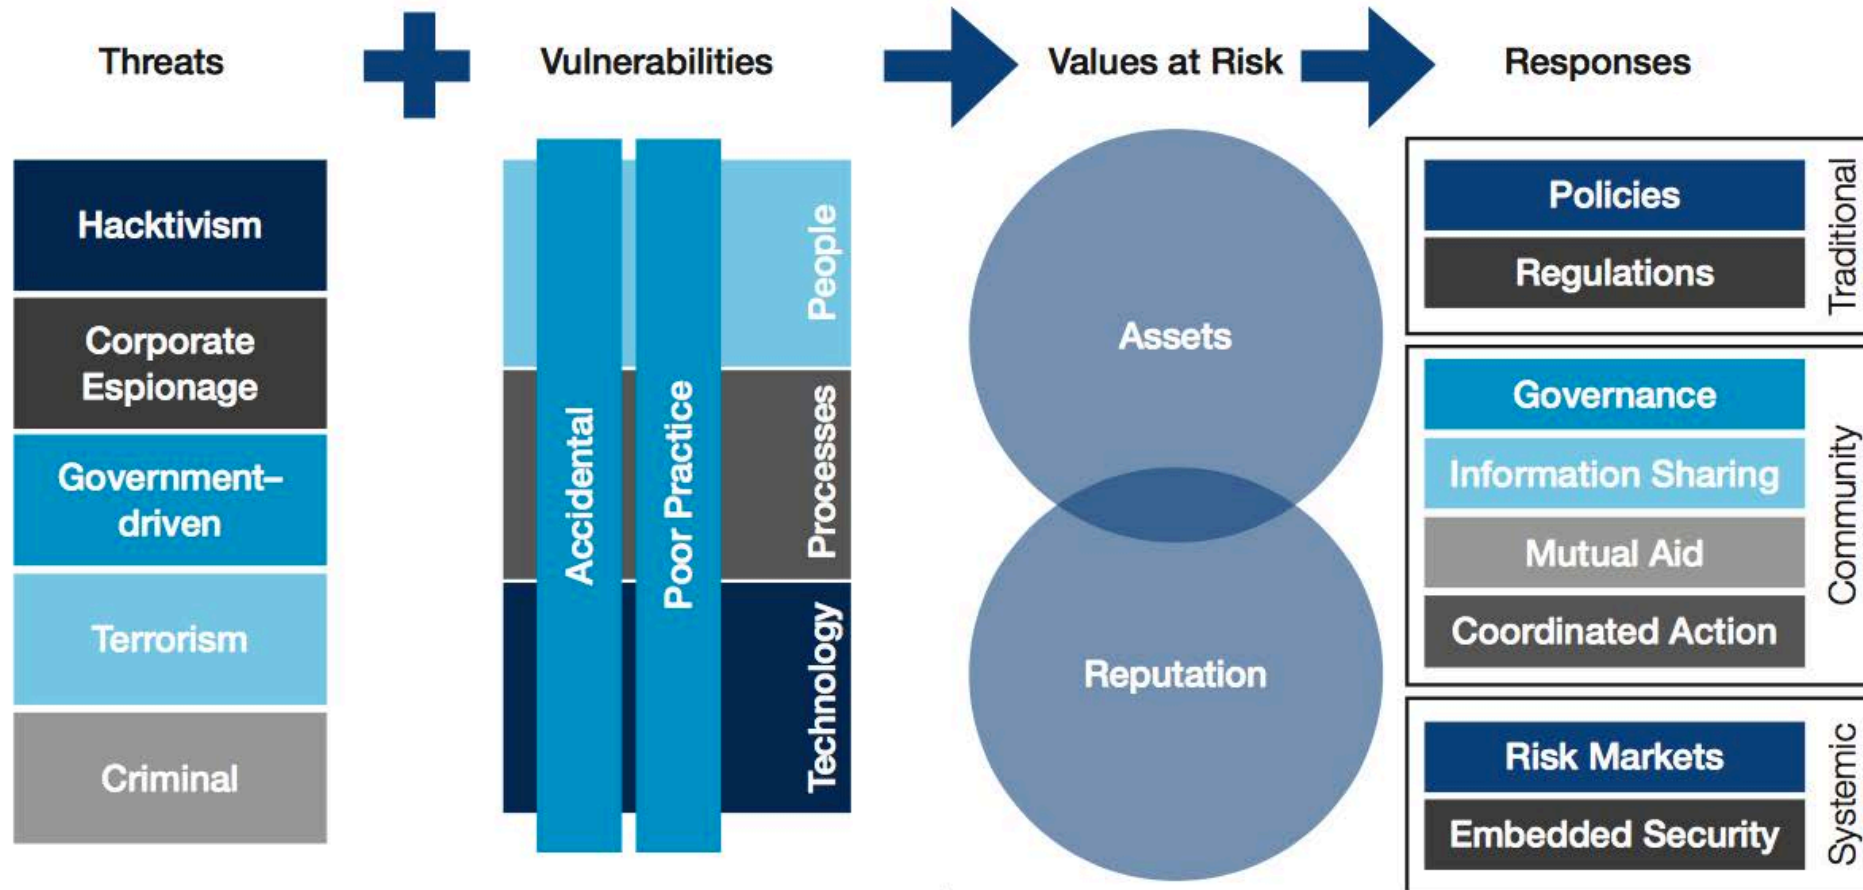 Threats
Vulnerabilities
Values at Risk
Responses
Hacktivism
Corporate
Espionage
Government–
driven
Terrorism
Criminal
Accidental
Poor Practice
People
Processes
Technology
Assets
Reputation
Policies
Regulations
Traditional
Governance
Information Sharing
Mutual Aid
Coordinated Action
Community
Risk Markets
Embedded Security
Systemic